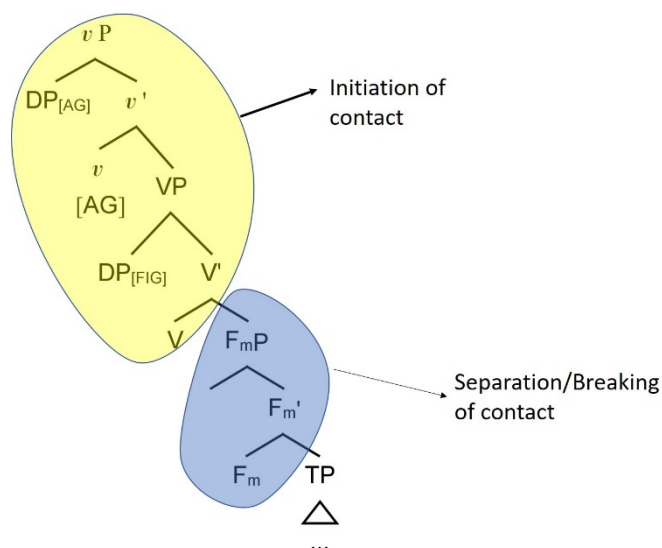 v P
DP[AG] v '
Initiation of
contact
v VP
[AG]
DP[FIG] V'
V FmP
Separation/Breaking
of contact
Fm'
Fm TP
...